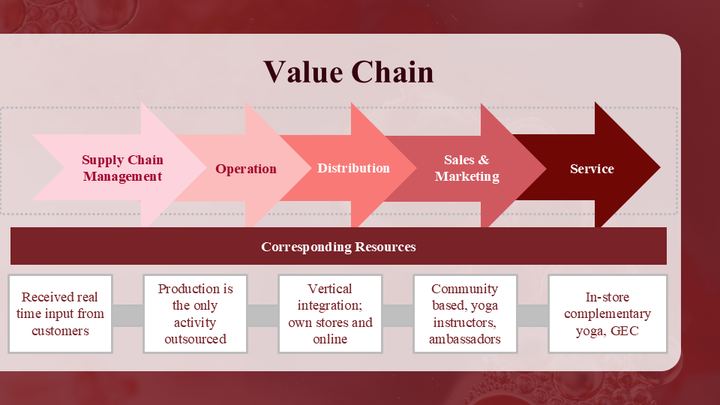 Value Chain
Supply Chain
Management
Operation
Distribution
Sales &
Marketing
Service
Corresponding Resources
Received real
time input from
customers
Production is
the only
activity
outsourced
Vertical
integration;
own stores and
online
Community
based, yoga
instructors,
ambassadors
In-store
complementary
yoga, GEC